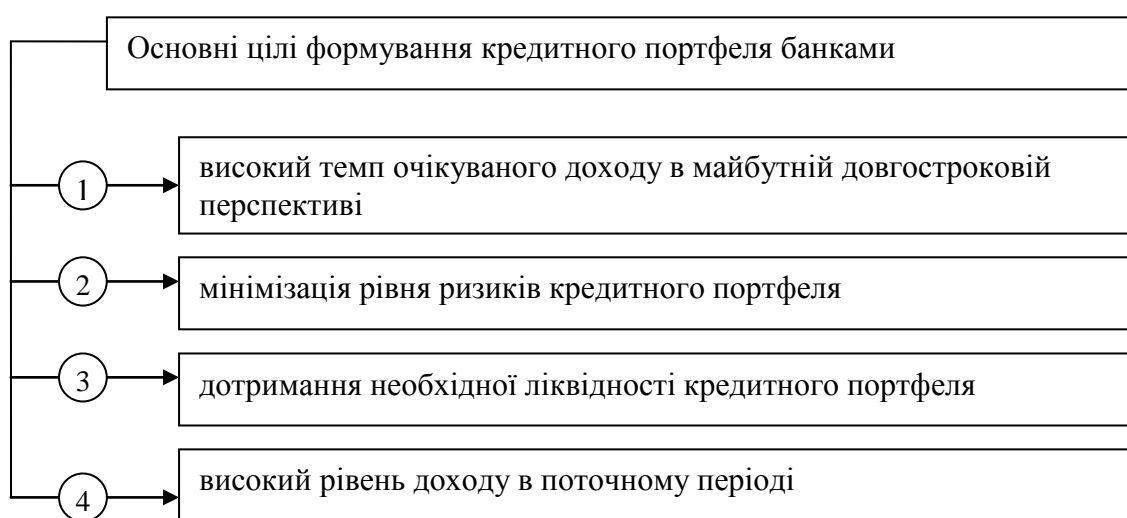 Основні цілі формування кредитного портфеля банками
1
високий темп очікуваного доходу в майбутній довгостроковій
перспективі
2
мінімізація рівня ризиків кредитного портфеля
3
дотримання необхідної ліквідності кредитного портфеля
4
високий рівень доходу в поточному періоді